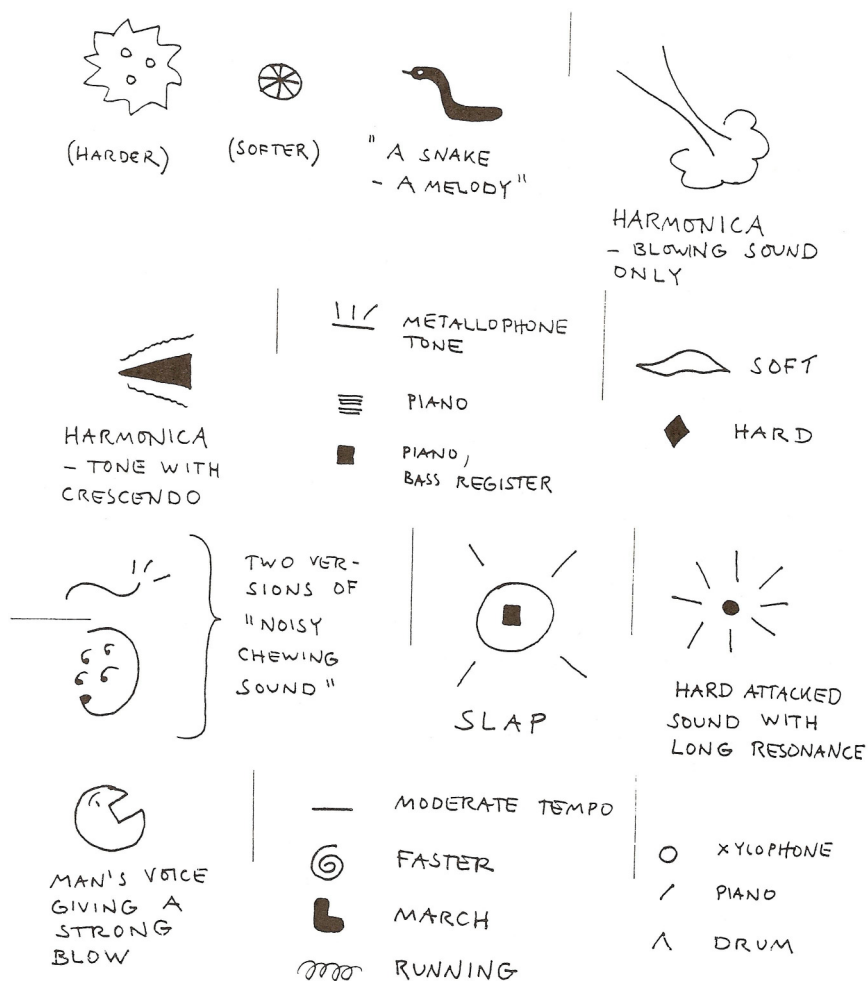 (HARDER)
(SOFTER)
"A SNAKE
- A MELODY"
HARMONICA
- BLOWING SOUND
ONLY
HARMONICA
- TONE WITH
CRESCENDO
METALLOPHONE
TONE
PIANO
PIANO,
BASS REGISTER
SOFT
HARD
TWO VER-
SIONS OF
"NOISY
CHEWING
SOUND"
SLAP
HARD ATTACKED
SOUND WITH
LONG RESONANCE
MAN'S VOICE
GIVING A
STRONG
BLOW
MODERATE TEMPO
FASTER
MARCH
RUNNING
XYLOPHONE
PIANO
DRUM